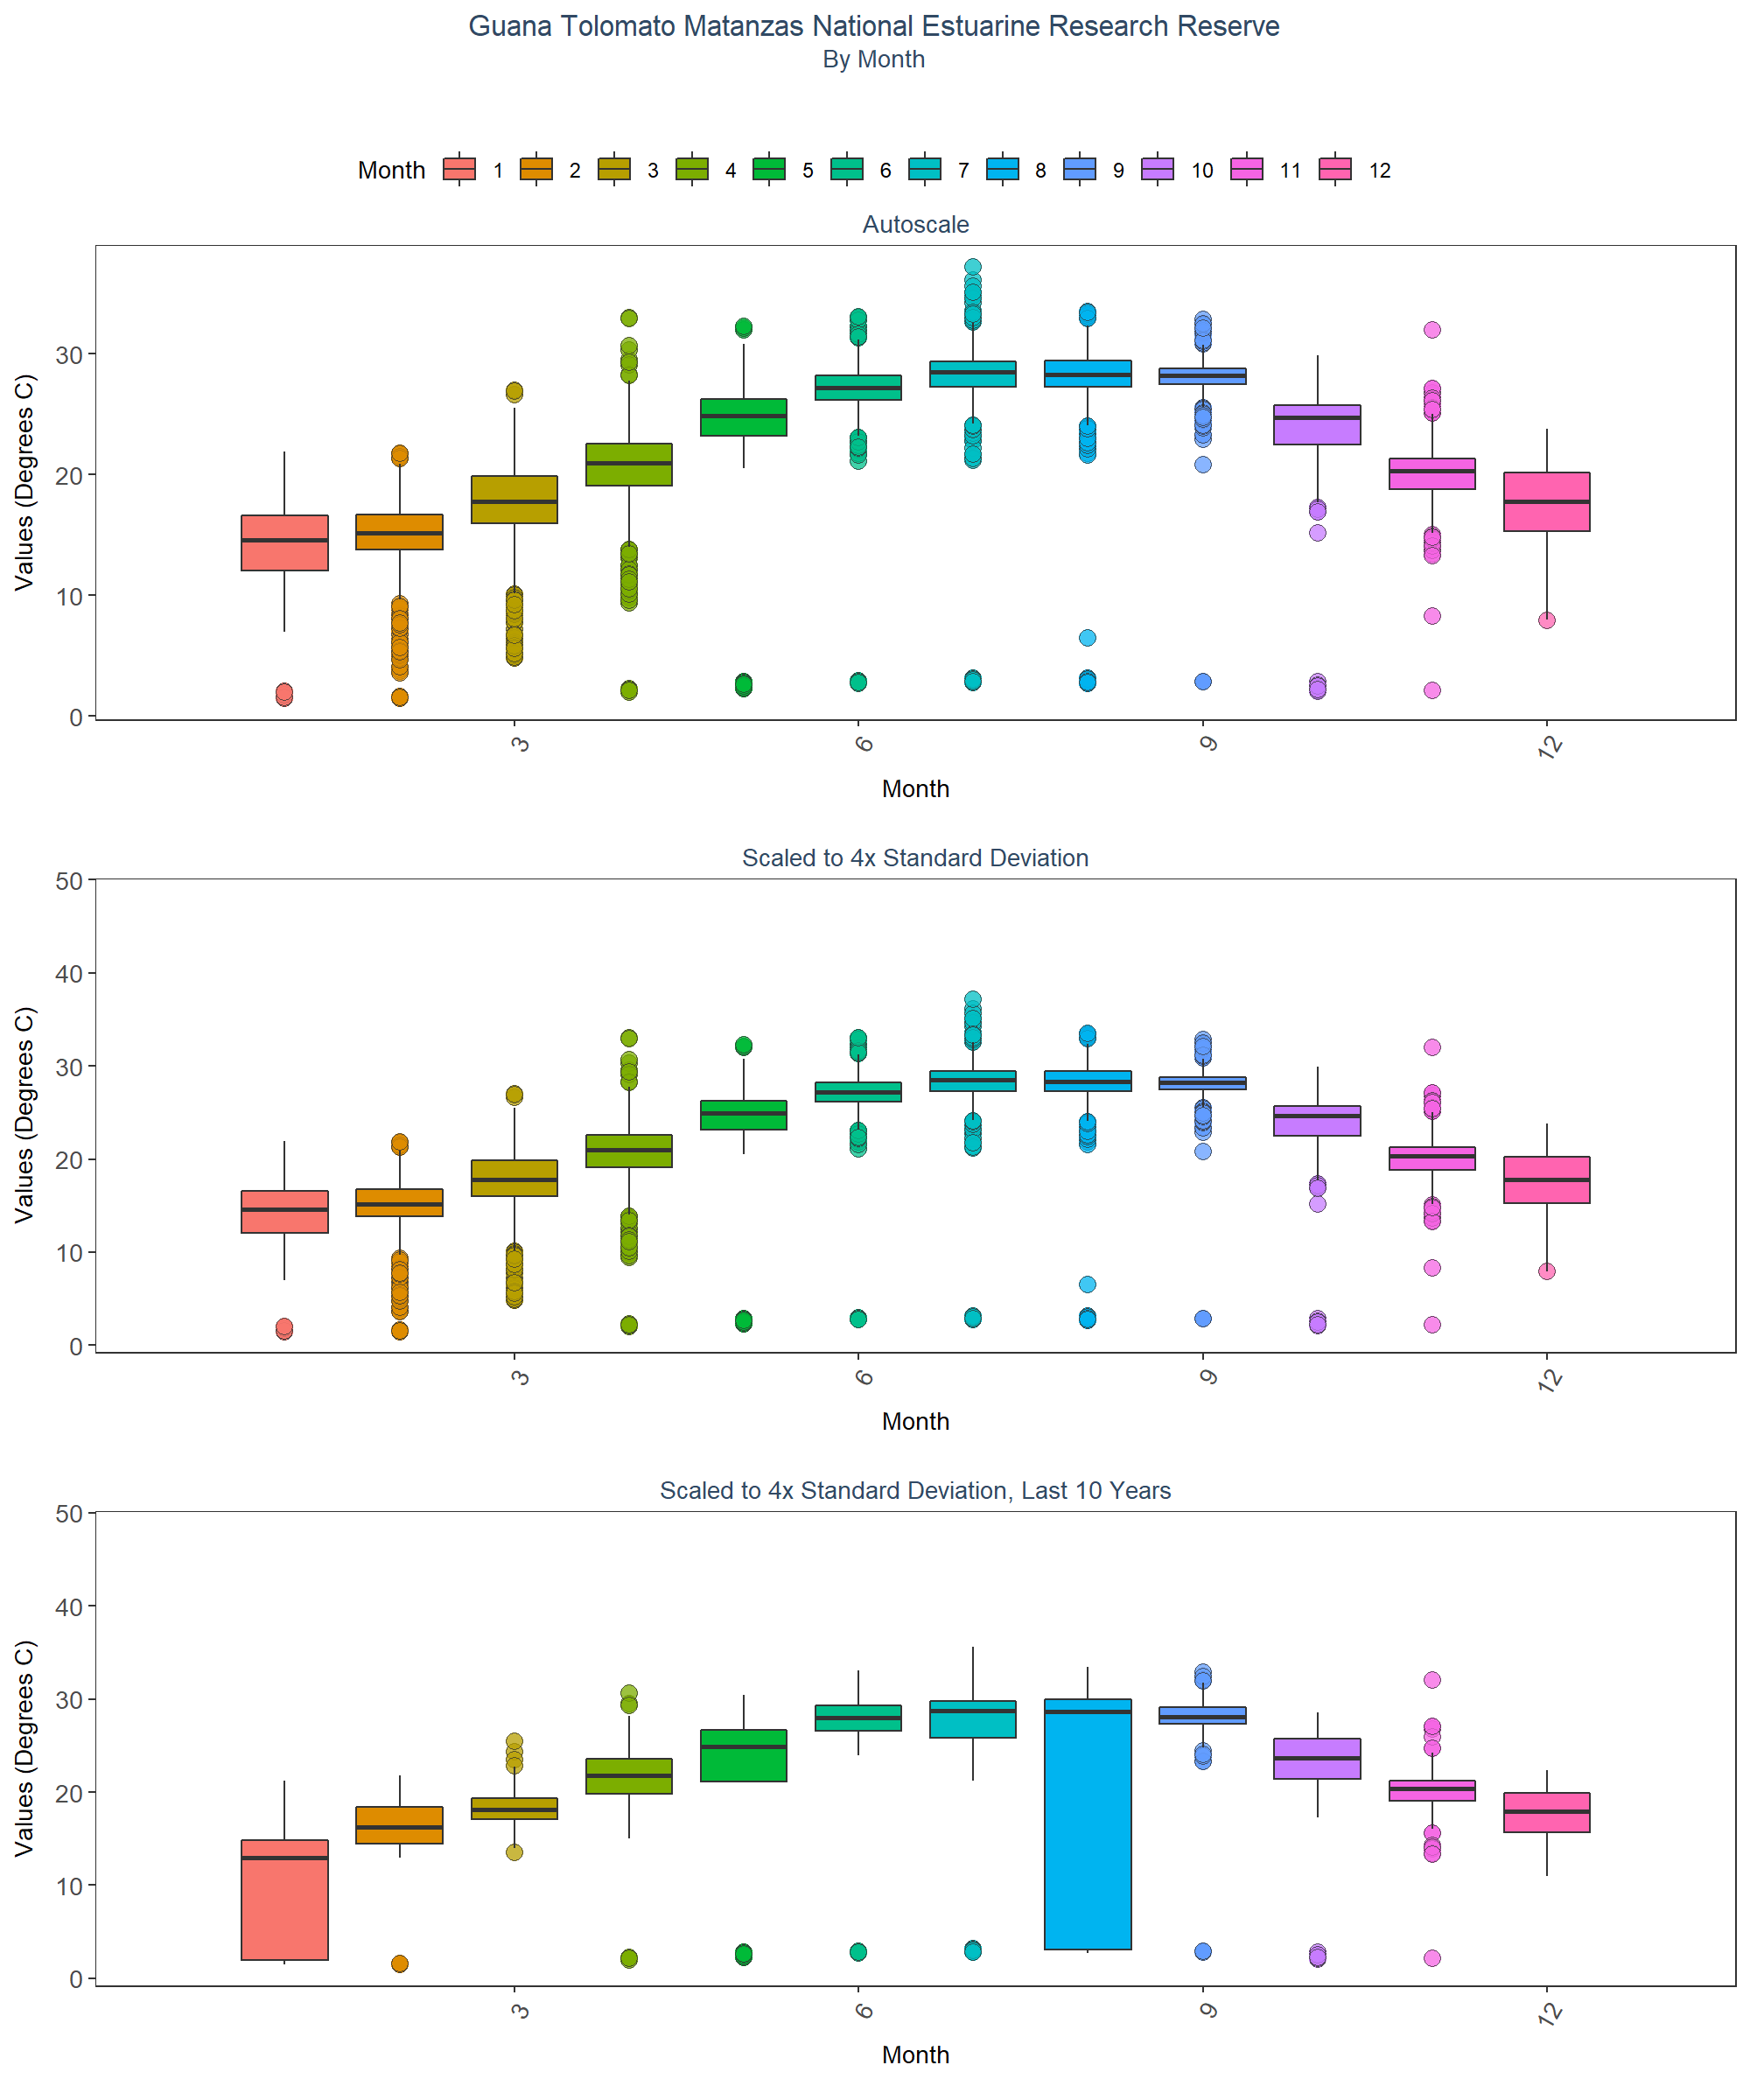 Guana Tolomato Matanzas National Estuarine Research Reserve
By Month
Month 1 2 3 4 5 6 7 8 9 10 11 12
Autoscale
Values (Degrees C)
30
20
10
0
3 6 9 12
Month
Scaled to 4x Standard Deviation
Values (Degrees C)
50
40
30
20
10
0
3 6 9 12
Month
Scaled to 4x Standard Deviation, Last 10 Years
Values (Degrees C)
50
40
30
20
10
0
3 6 9 12
Month